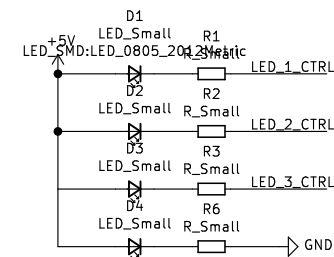 D1
LED_Small
R1
+5V
LED_SMD:LED_0805_2012Metric
R_Small
LED_1_CTRL
D2
LED_Small
R2
R_Small
LED_2_CTRL
D3
LED_Small
R3
R_Small
LED_3_CTRL
D4
LED_Small
R6
R_Small
GND